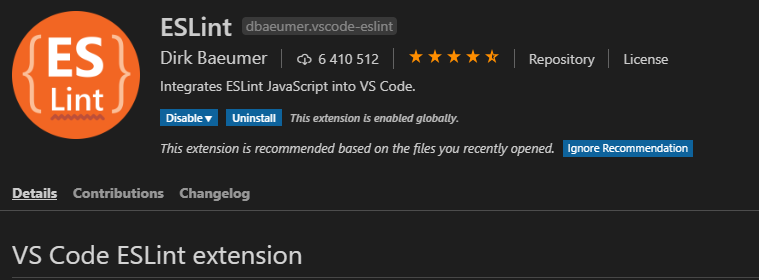 ES
Lint
ESLint dbaeumer.vscode-eslint
Dirk Baeumer 6 410 512 Repository License
Integrates ESLint JavaScript into VS Code.
Disable Uninstall This extension is enabled globally.
This extension is recommended based on the files you recently opened. Ignore Recommendation
Details Contributions Changelog
VS Code ESLint extension